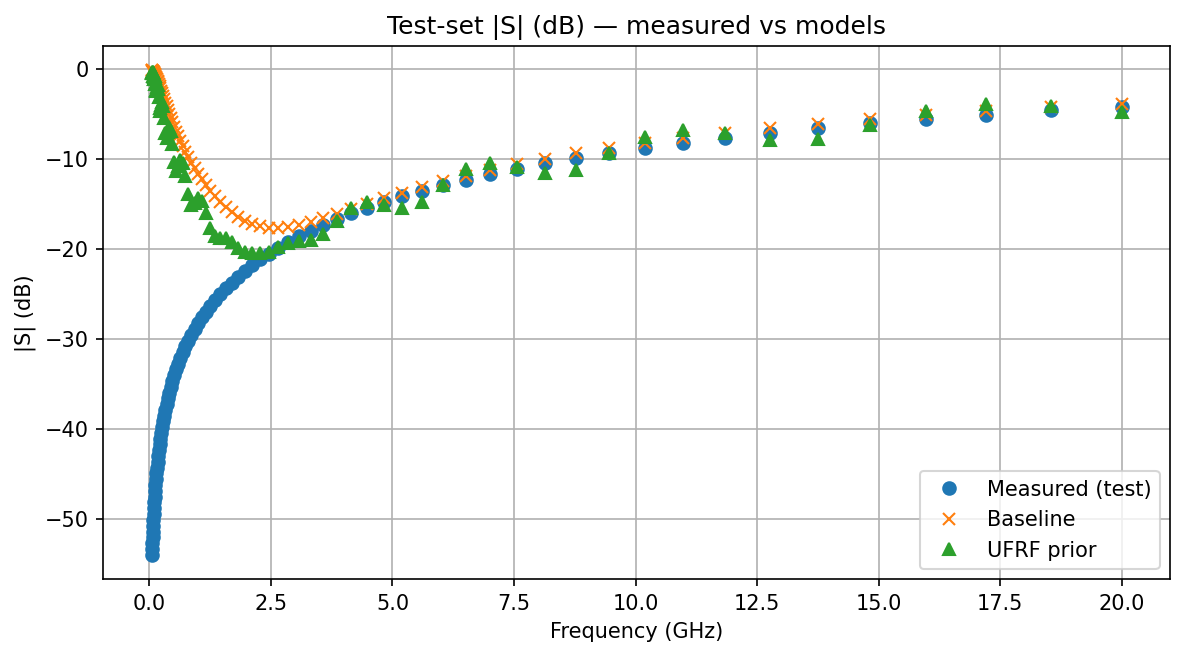 Test-set |S| (dB) — measured vs models
|S| (dB)
0
−10
−20
−30
−40
−50
0.0 2.5 5.0 7.5 10.0 12.5 15.0 17.5 20.0
Frequency (GHz)
Measured (test)
Baseline
UFRF prior